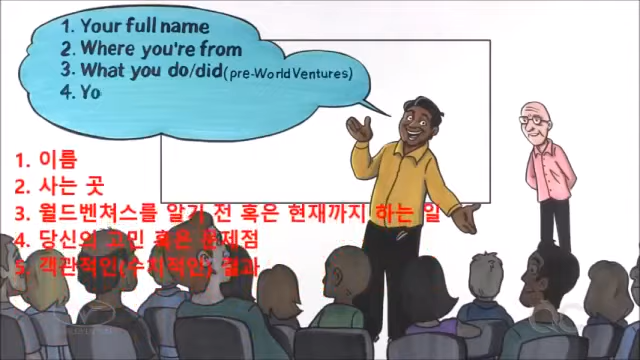 1. Your full name
2. Where you're from
3. What you do/did (pre-WorldVentures)
4. Yo
1. 이름
2. 사는 곳
3. 월드벤쳐스를 알기 전 혹은 현재까지 하는 일
4. 당신의 고민 혹은 문제점
5. 객관적인(수치적인) 결과